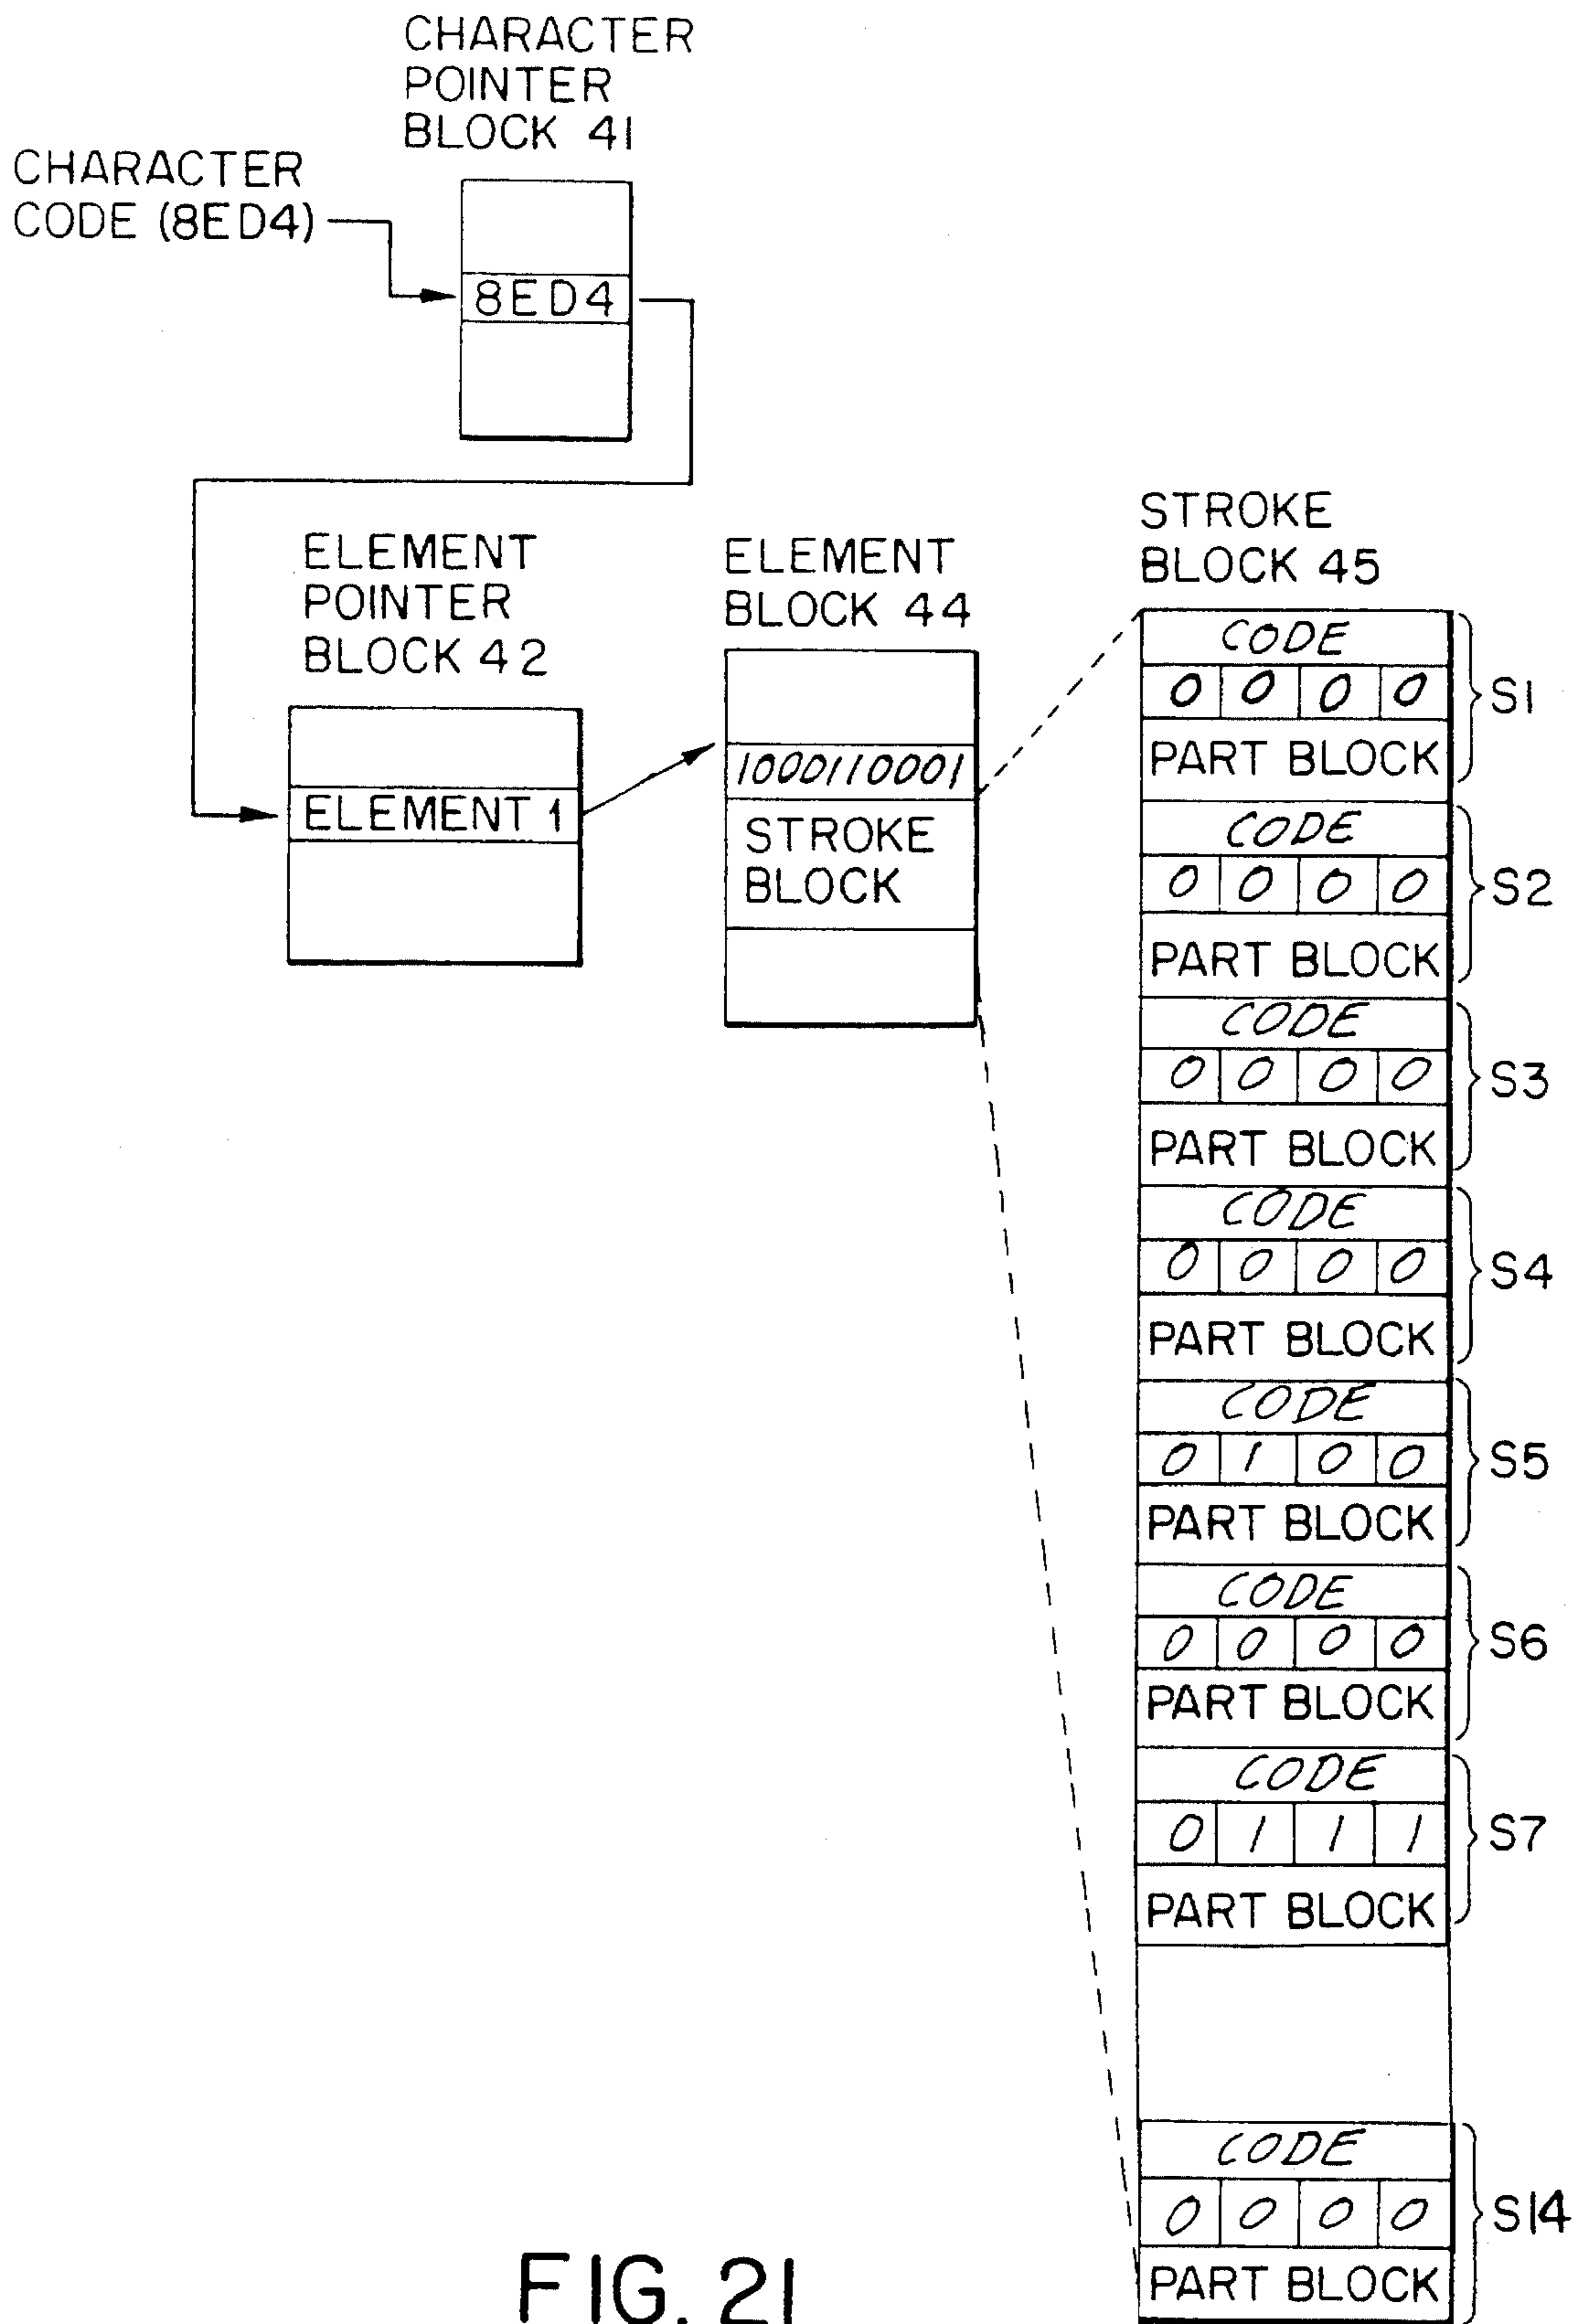 CHARACTER
POINTER
BLOCK 41
CHARACTER
CODE (8ED4)
8ED4
ELEMENT
POINTER
BLOCK 42
ELEMENT 1
ELEMENT
BLOCK 44
1000110001
STROKE
BLOCK
STROKE
BLOCK 45
CODE
0 0 0 0
PART BLOCK
S1
CODE
0 0 0 0
PART BLOCK
S2
CODE
0 0 0 0
PART BLOCK
S3
CODE
0 0 0 0
PART BLOCK
S4
CODE
0 1 0 0
PART BLOCK
S5
CODE
0 0 0 0
PART BLOCK
S6
CODE
0 1 1 1
PART BLOCK
S7
CODE
0 0 0 0
PART BLOCK
S14
FIG. 21